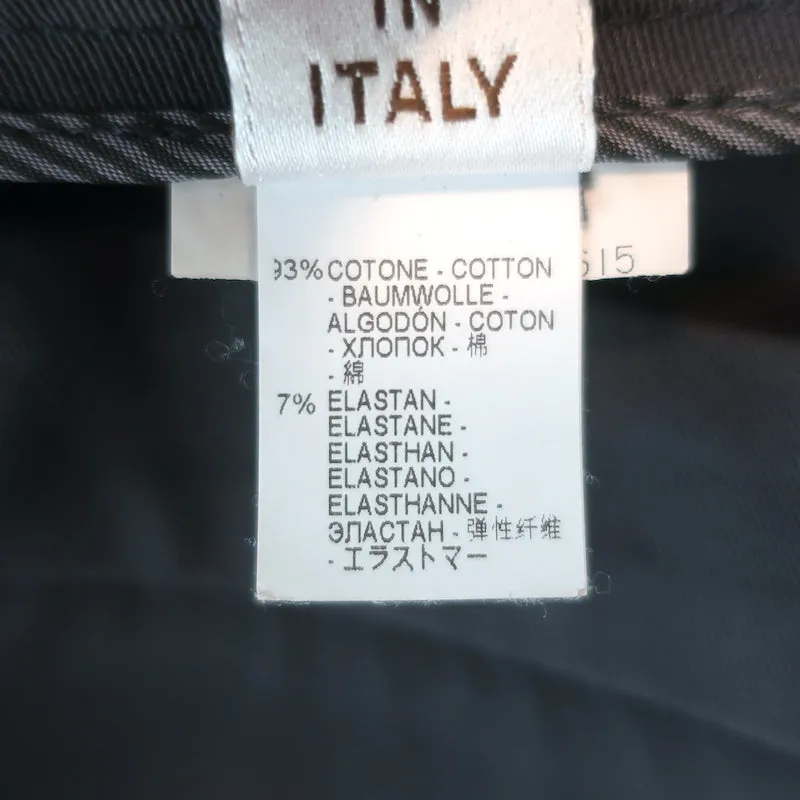 IN
ITALY
615
93% COTONE - COTTON
- BAUMWOLLE -
ALGODÓN - COTON
- ХЛОПОК - 棉
- 綿
7% ELASTAN -
ELASTANE -
ELASTHAN -
ELASTANO -
ELASTHANNE -
ЭЛАСТАН - 弹性纤维
- エラストマー